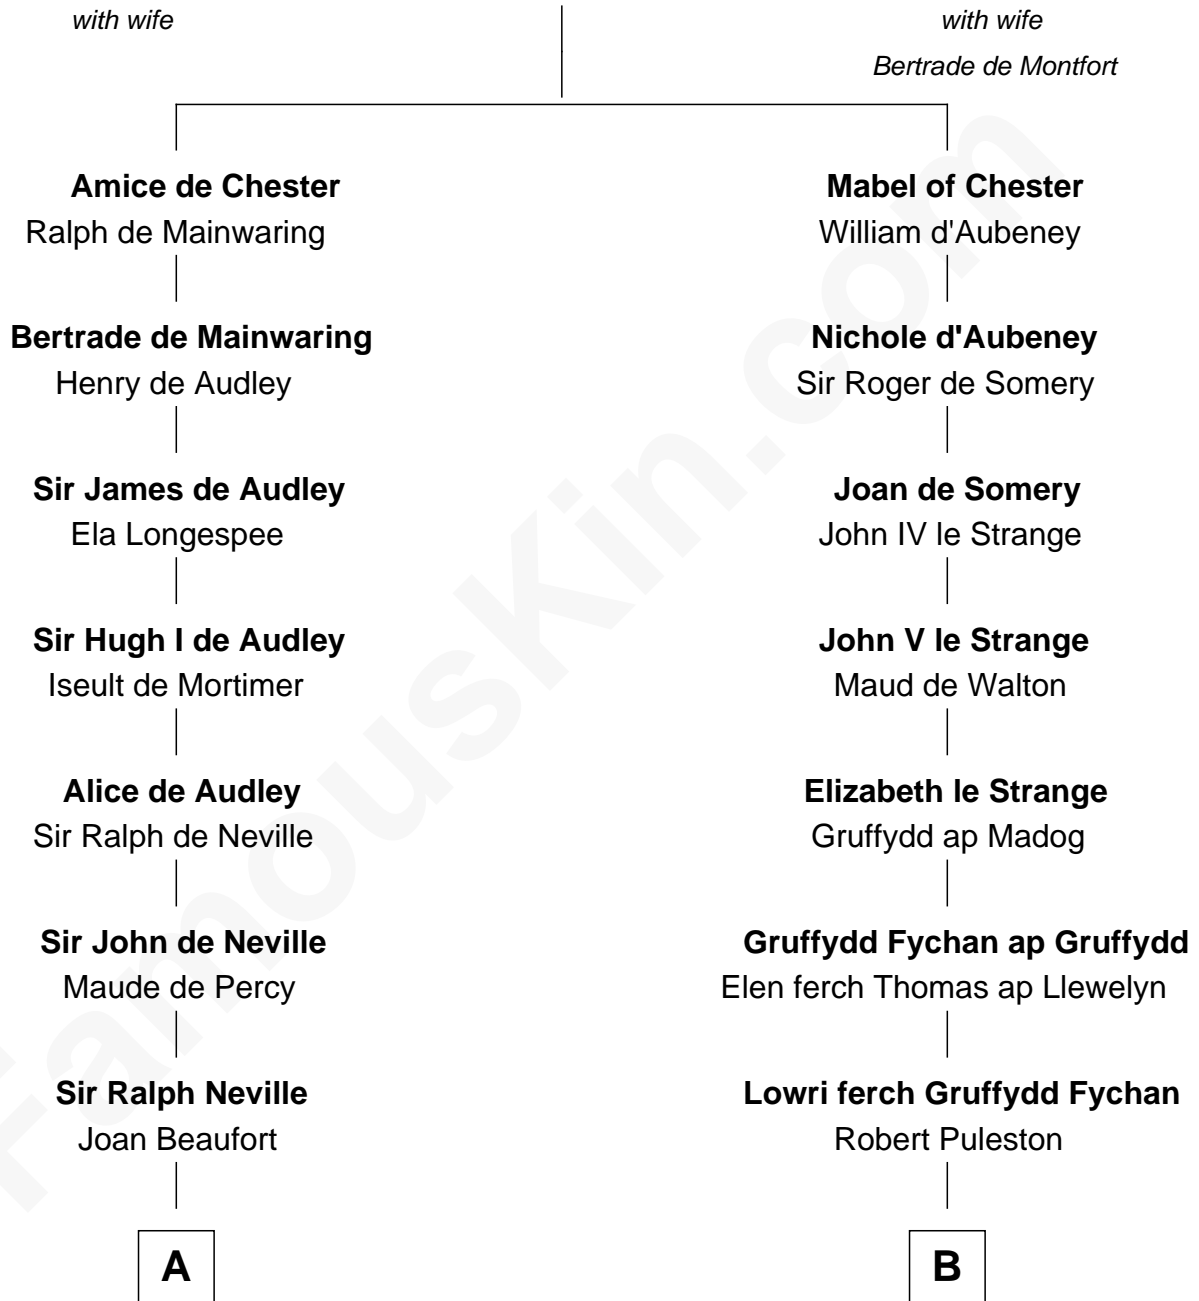 with wife
with wife
Bertrade de Montfort
Amice de Chester
Ralph de Mainwaring
Mabel of Chester
William d'Aubeney
Bertrade de Mainwaring
Henry de Audley
Nichole d'Aubeney
Sir Roger de Somery
Sir James de Audley
Ela Longespee
Joan de Somery
John IV le Strange
Sir Hugh I de Audley
Iseult de Mortimer
John V le Strange
Maud de Walton
Alice de Audley
Sir Ralph de Neville
Elizabeth le Strange
Gruffydd ap Madog
Sir John de Neville
Maude de Percy
Gruffydd Fychan ap Gruffydd
Elen ferch Thomas ap Llewelyn
Sir Ralph Neville
Joan Beaufort
Lowri ferch Gruffydd Fychan
Robert Puleston
A
B
FamousKin.com